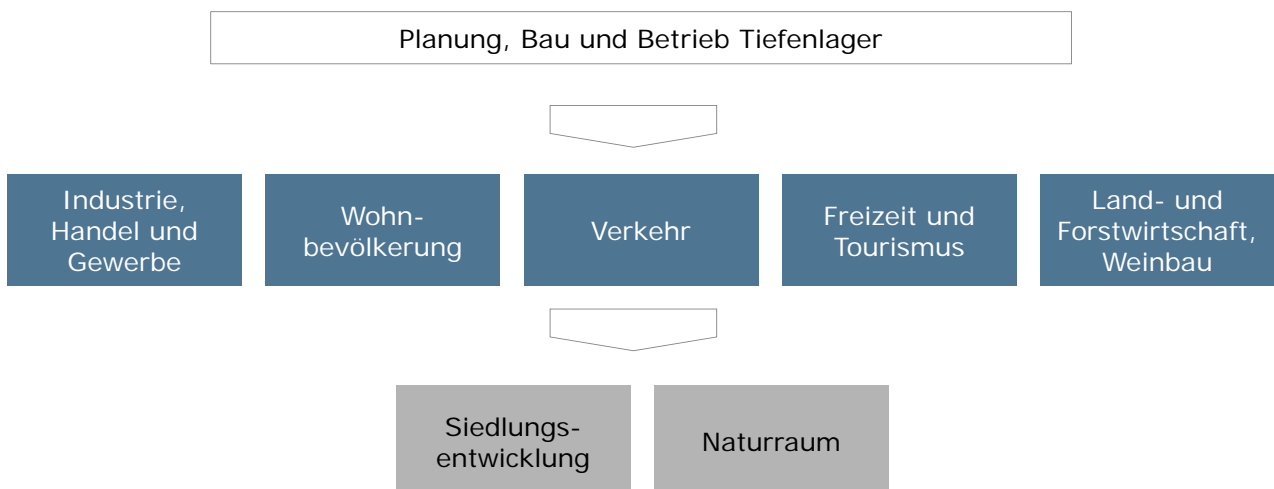 Planung, Bau und Betrieb Tiefenlager
Industrie,
Handel und
Gewerbe
Wohn-
bevölkerung
Verkehr
Freizeit und
Tourismus
Land- und
Forstwirtschaft,
Weinbau
Siedlungs-
entwicklung
Naturraum